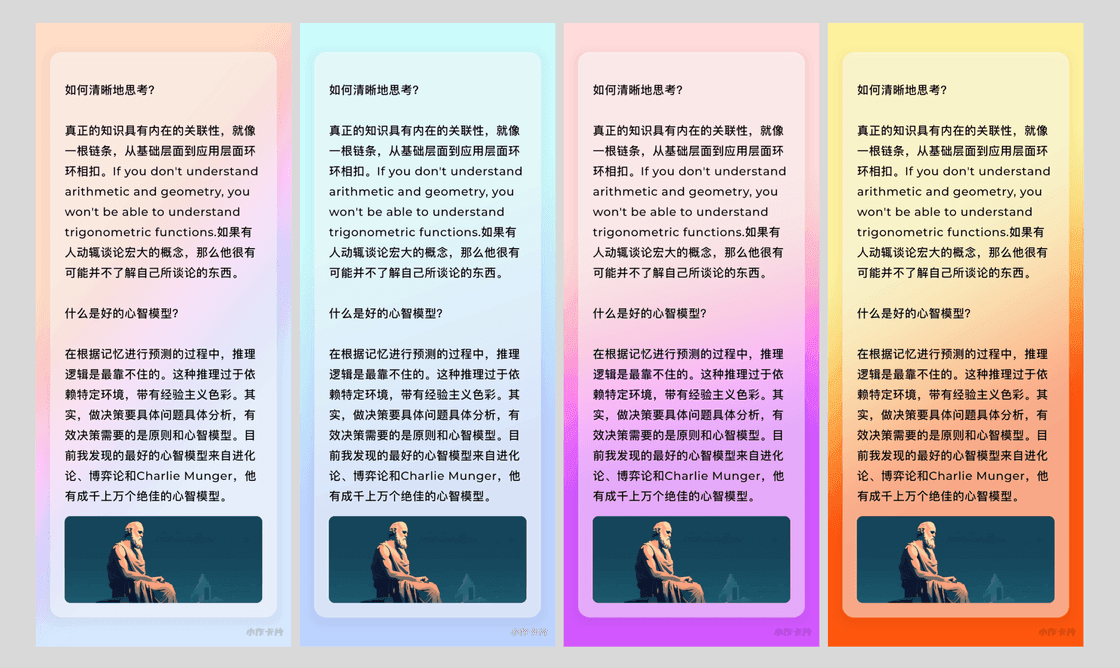 如何清晰地思考?
真正的知识具有内在的关联性，就像
一根链条，从基础层面到应用层面环
环相扣。If you don't understand
arithmetic and geometry, you
won't be able to understand
trigonometric functions.如果有
人动辄谈论宏大的概念，那么他很有
可能并不了解自己所谈论的东西。
什么是好的心智模型?
在根据记忆进行预测的过程中，推理
逻辑是最靠不住的。这种推理过于依
赖特定环境，带有经验主义色彩。其
实，做决策要具体问题具体分析，有
效决策需要的是原则和心智模型。目
前我发现的最好的心智模型来自进化
论、博弈论和Charlie Munger，他
有成千上万个绝佳的心智模型。
小作卡片
如何清晰地思考?
真正的知识具有内在的关联性，就像
一根链条，从基础层面到应用层面环
环相扣。If you don't understand
arithmetic and geometry, you
won't be able to understand
trigonometric functions.如果有
人动辄谈论宏大的概念，那么他很有
可能并不了解自己所谈论的东西。
什么是好的心智模型?
在根据记忆进行预测的过程中，推理
逻辑是最靠不住的。这种推理过于依
赖特定环境，带有经验主义色彩。其
实，做决策要具体问题具体分析，有
效决策需要的是原则和心智模型。目
前我发现的最好的心智模型来自进化
论、博弈论和Charlie Munger，他
有成千上万个绝佳的心智模型。
小作卡片
如何清晰地思考?
真正的知识具有内在的关联性，就像
一根链条，从基础层面到应用层面环
环相扣。If you don't understand
arithmetic and geometry, you
won't be able to understand
trigonometric functions.如果有
人动辄谈论宏大的概念，那么他很有
可能并不了解自己所谈论的东西。
什么是好的心智模型?
在根据记忆进行预测的过程中，推理
逻辑是最靠不住的。这种推理过于依
赖特定环境，带有经验主义色彩。其
实，做决策要具体问题具体分析，有
效决策需要的是原则和心智模型。目
前我发现的最好的心智模型来自进化
论、博弈论和Charlie Munger，他
有成千上万个绝佳的心智模型。
小作卡片
如何清晰地思考?
真正的知识具有内在的关联性，就像
一根链条，从基础层面到应用层面环
环相扣。If you don't understand
arithmetic and geometry, you
won't be able to understand
trigonometric functions.如果有
人动辄谈论宏大的概念，那么他很有
可能并不了解自己所谈论的东西。
什么是好的心智模型?
在根据记忆进行预测的过程中，推理
逻辑是最靠不住的。这种推理过于依
赖特定环境，带有经验主义色彩。其
实，做决策要具体问题具体分析，有
效决策需要的是原则和心智模型。目
前我发现的最好的心智模型来自进化
论、博弈论和Charlie Munger，他
有成千上万个绝佳的心智模型。
小作卡片